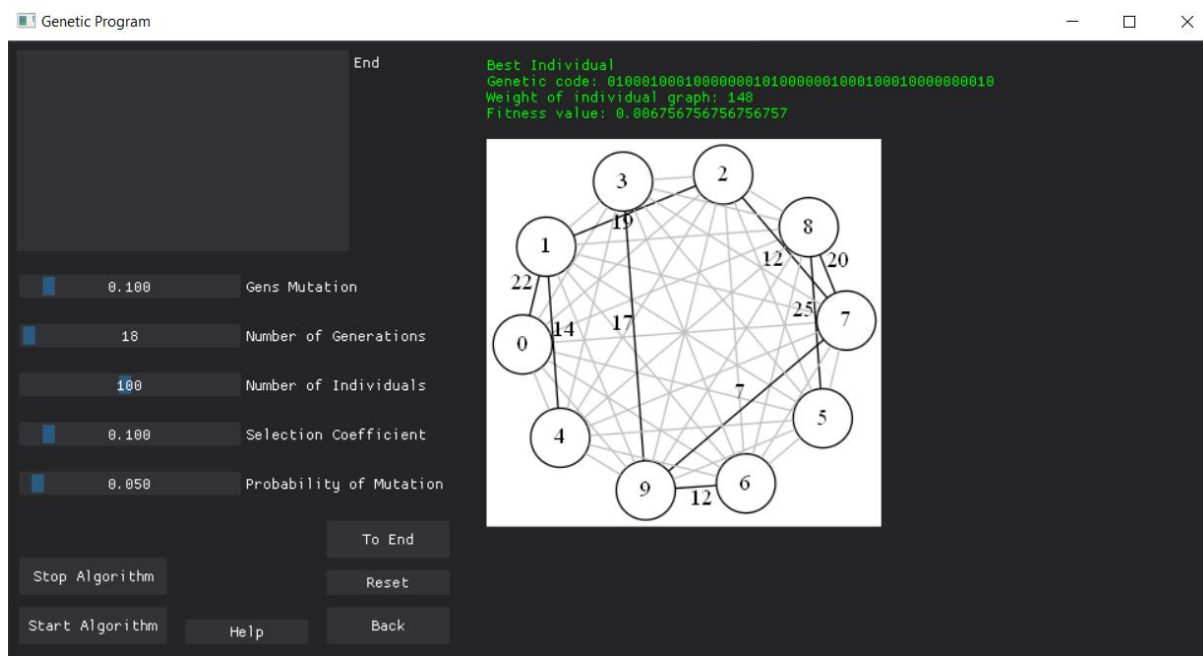 Genetic Program
End
Best Individual
Genetic code: 010001000100000001010000001000100010000000010
Weight of individual graph: 148
Fitness value: 0.006756756756756757
3
2
19
8
1
12
20
22
25
7
14
17
0
7
5
4
9
6
12
0.100 Gens Mutation
18 Number of Generations
100 Number of Individuals
0.100 Selection Coefficient
0.050 Probability of Mutation
To End
Stop Algorithm
Reset
Start Algorithm
Help
Back